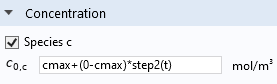 Concentration
Species c
c0,c cmax+(0-cmax)*step2(t) mol/m³